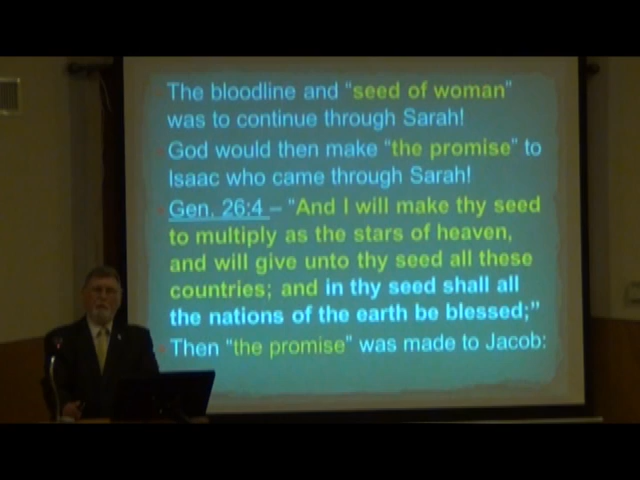 The bloodline and “seed of woman”
was to continue through Sarah!
God would then make “the promise” to
Isaac who came through Sarah!
Gen. 26:4 – “And I will make thy seed
to multiply as the stars of heaven,
and will give unto thy seed all these
countries; and in thy seed shall all
the nations of the earth be blessed;”
Then “the promise” was made to Jacob: